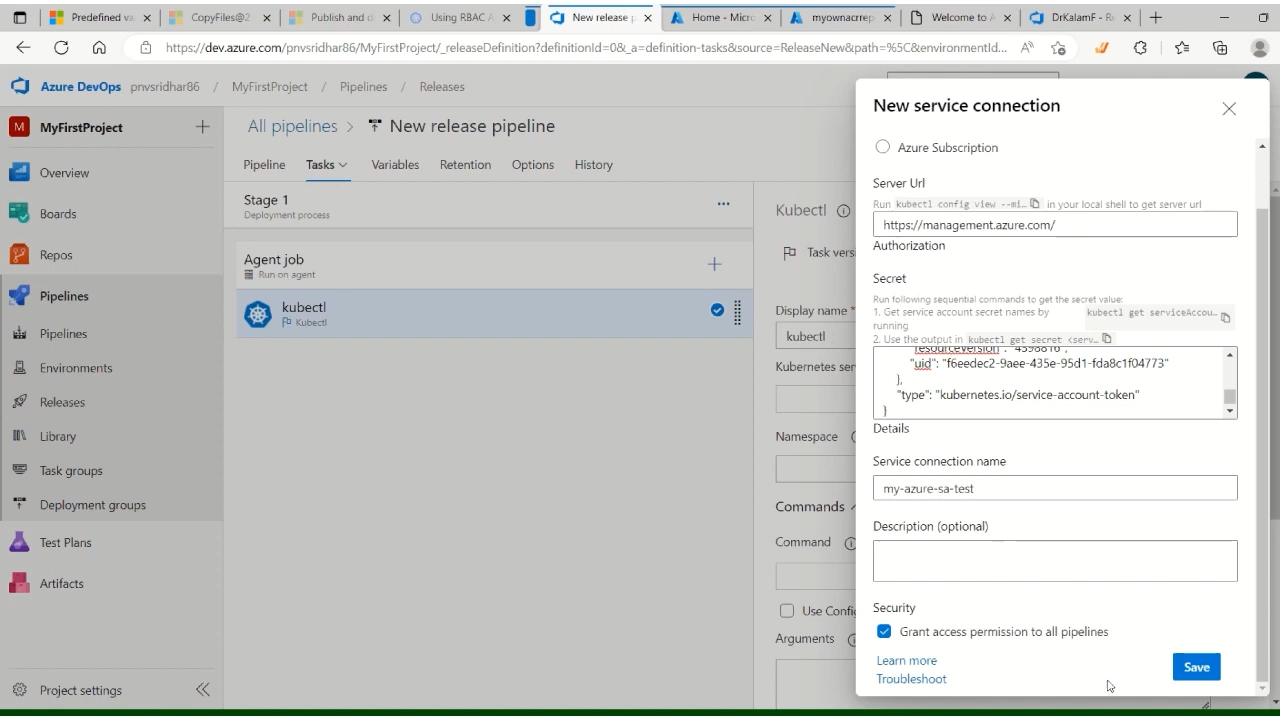 Predefined va
CopyFiles@2
Publish and d
Using RBAC A
New release p
Home - Micro
myownacrrep
Welcome to A
DrKalamF - R
https://dev.azure.com/pnvsridhar86/MyFirstProject/_releaseDefinition?definitionId=0&_a=definition-tasks&source=ReleaseNew&path=%5C&environmentId...
Azure DevOps pnvsridhar86 / MyFirstProject / Pipelines / Releases
M MyFirstProject
Overview
Boards
Repos
Pipelines
Pipelines
Environments
Releases
Library
Task groups
Deployment groups
Test Plans
Artifacts
Project settings
All pipelines > New release pipeline
Pipeline Tasks Variables Retention Options History
Stage 1
Deployment process
Agent job
Run on agent
kubectl
Kubectl
Kubectl
Task versi
Display name *
kubectl
Kubernetes serv
Namespace
Commands
Command
Use Config
Arguments
New service connection
Azure Subscription
Server Url
Run kubectl config view --mi... in your local shell to get server url
https://management.azure.com/
Authorization
Secret
Run following sequential commands to get the secret value:
1. Get service account secret names by running kubectl get serviceAccou...
2. Use the output in kubectl get secret <serv...
"resourceVersion": "4598816",
"uid": "f6eedec2-9aee-435e-95d1-fda8c1f04773"
},
"type": "kubernetes.io/service-account-token"
}
Details
Service connection name
my-azure-sa-test
Description (optional)
Security
Grant access permission to all pipelines
Learn more
Troubleshoot
Save